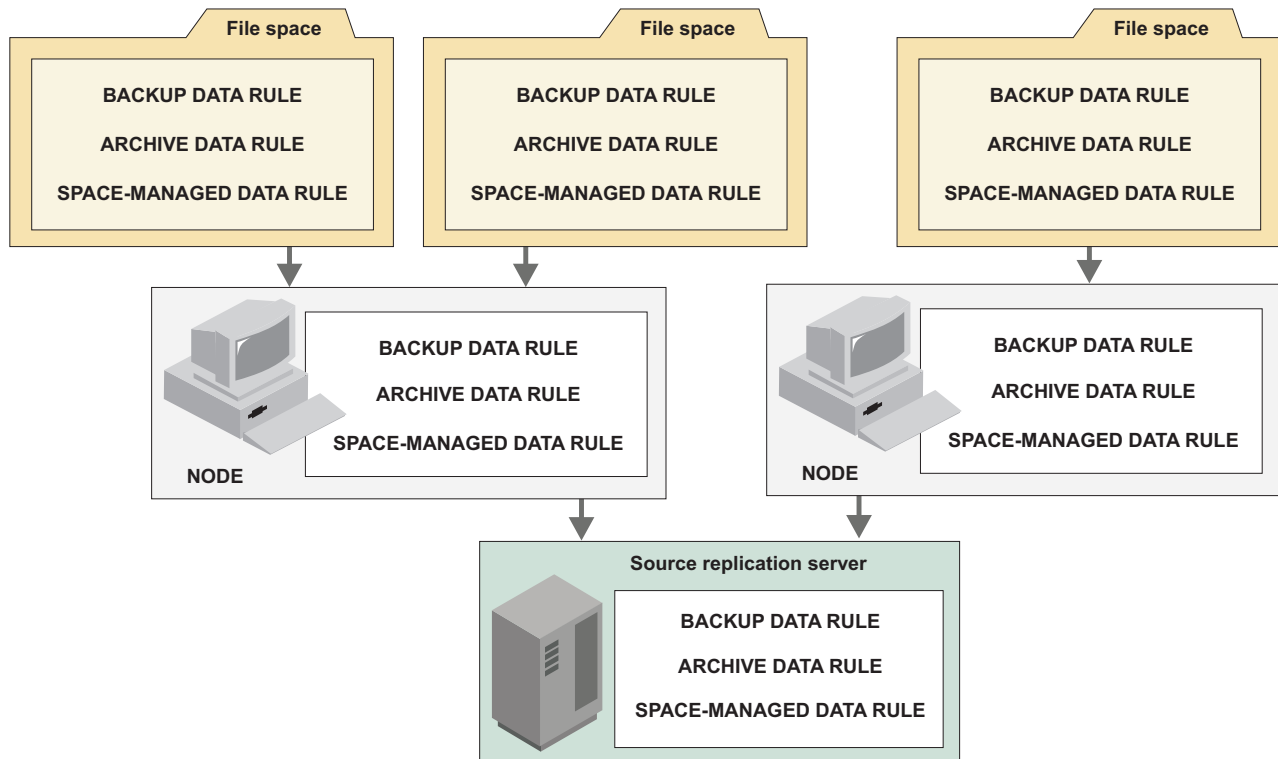 File space
BACKUP DATA RULE
ARCHIVE DATA RULE
SPACE-MANAGED DATA RULE
File space
BACKUP DATA RULE
ARCHIVE DATA RULE
SPACE-MANAGED DATA RULE
File space
BACKUP DATA RULE
ARCHIVE DATA RULE
SPACE-MANAGED DATA RULE
BACKUP DATA RULE
ARCHIVE DATA RULE
SPACE-MANAGED DATA RULE
NODE
BACKUP DATA RULE
ARCHIVE DATA RULE
SPACE-MANAGED DATA RULE
NODE
Source replication server
BACKUP DATA RULE
ARCHIVE DATA RULE
SPACE-MANAGED DATA RULE